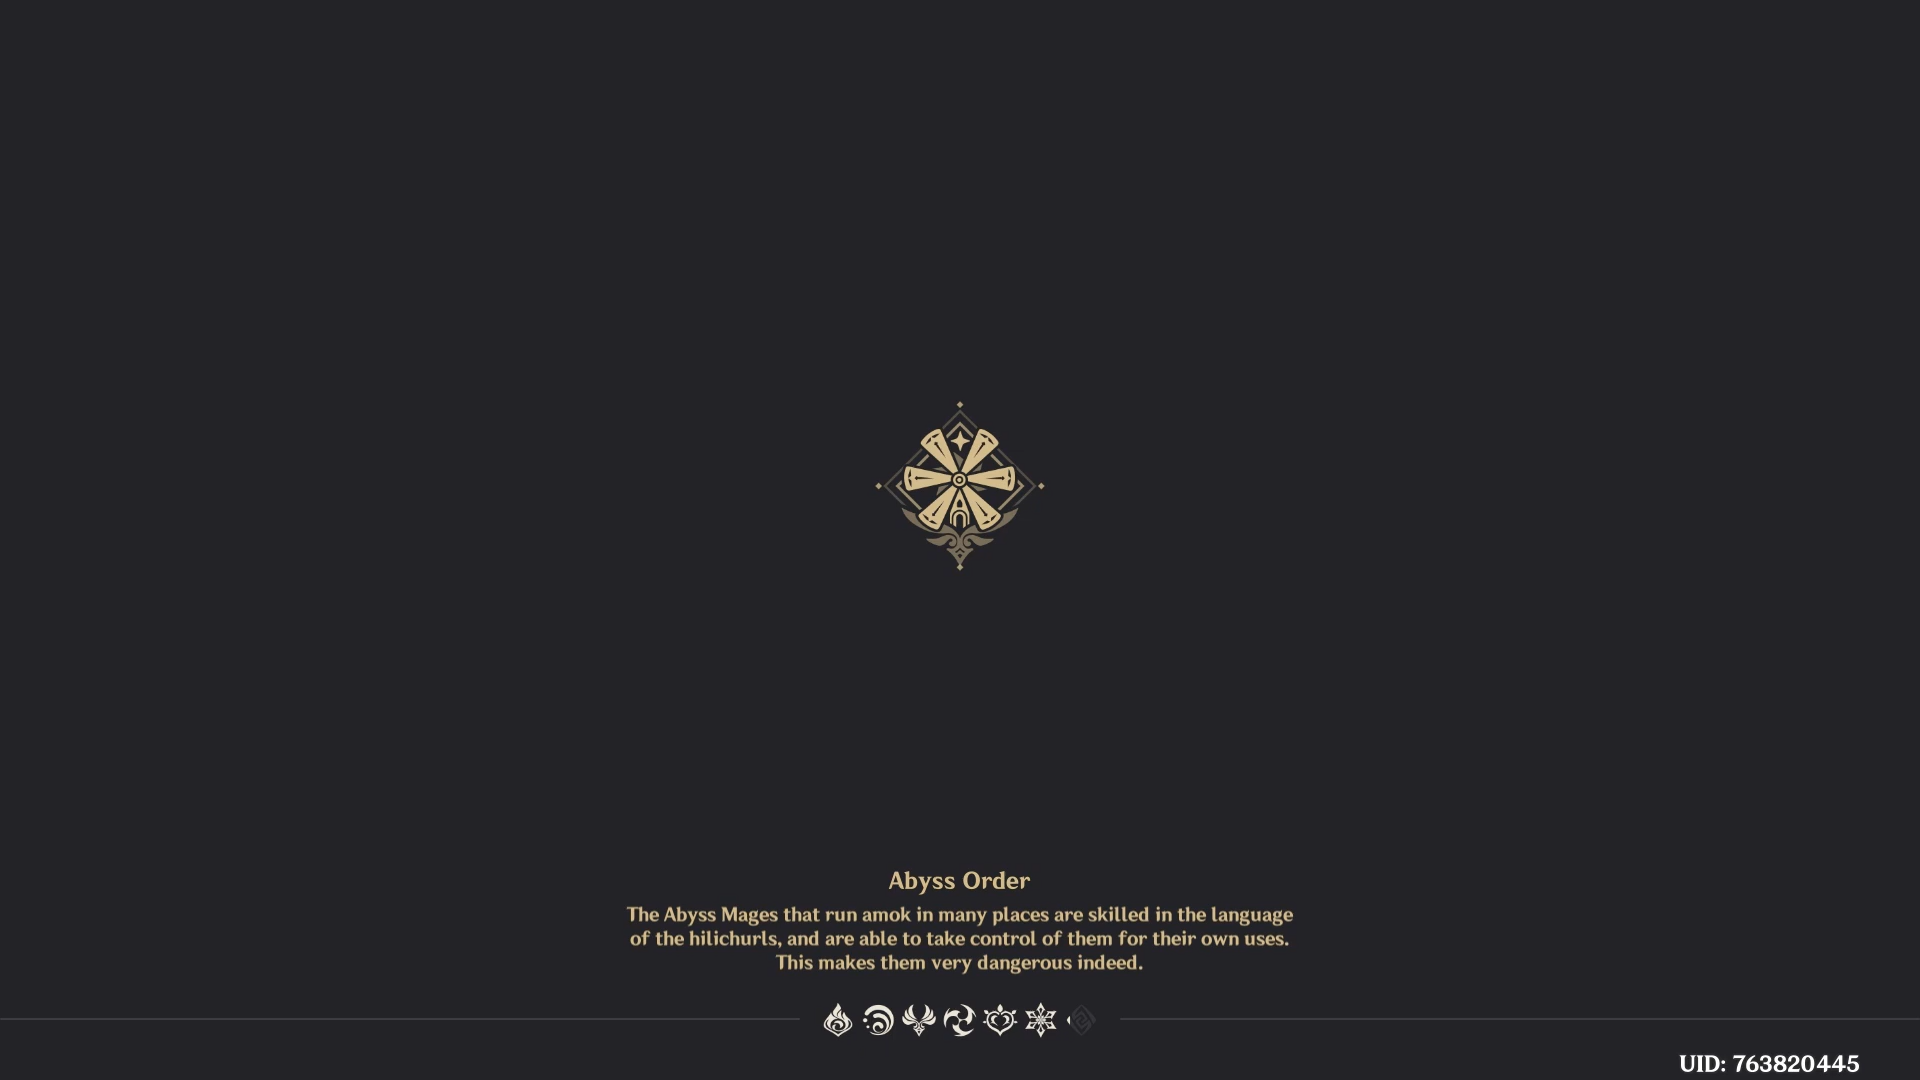 Abyss Order
The Abyss Mages that run amok in many places are skilled in the language
of the hilichurls, and are able to take control of them for their own uses.
This makes them very dangerous indeed.
UID: 763820445